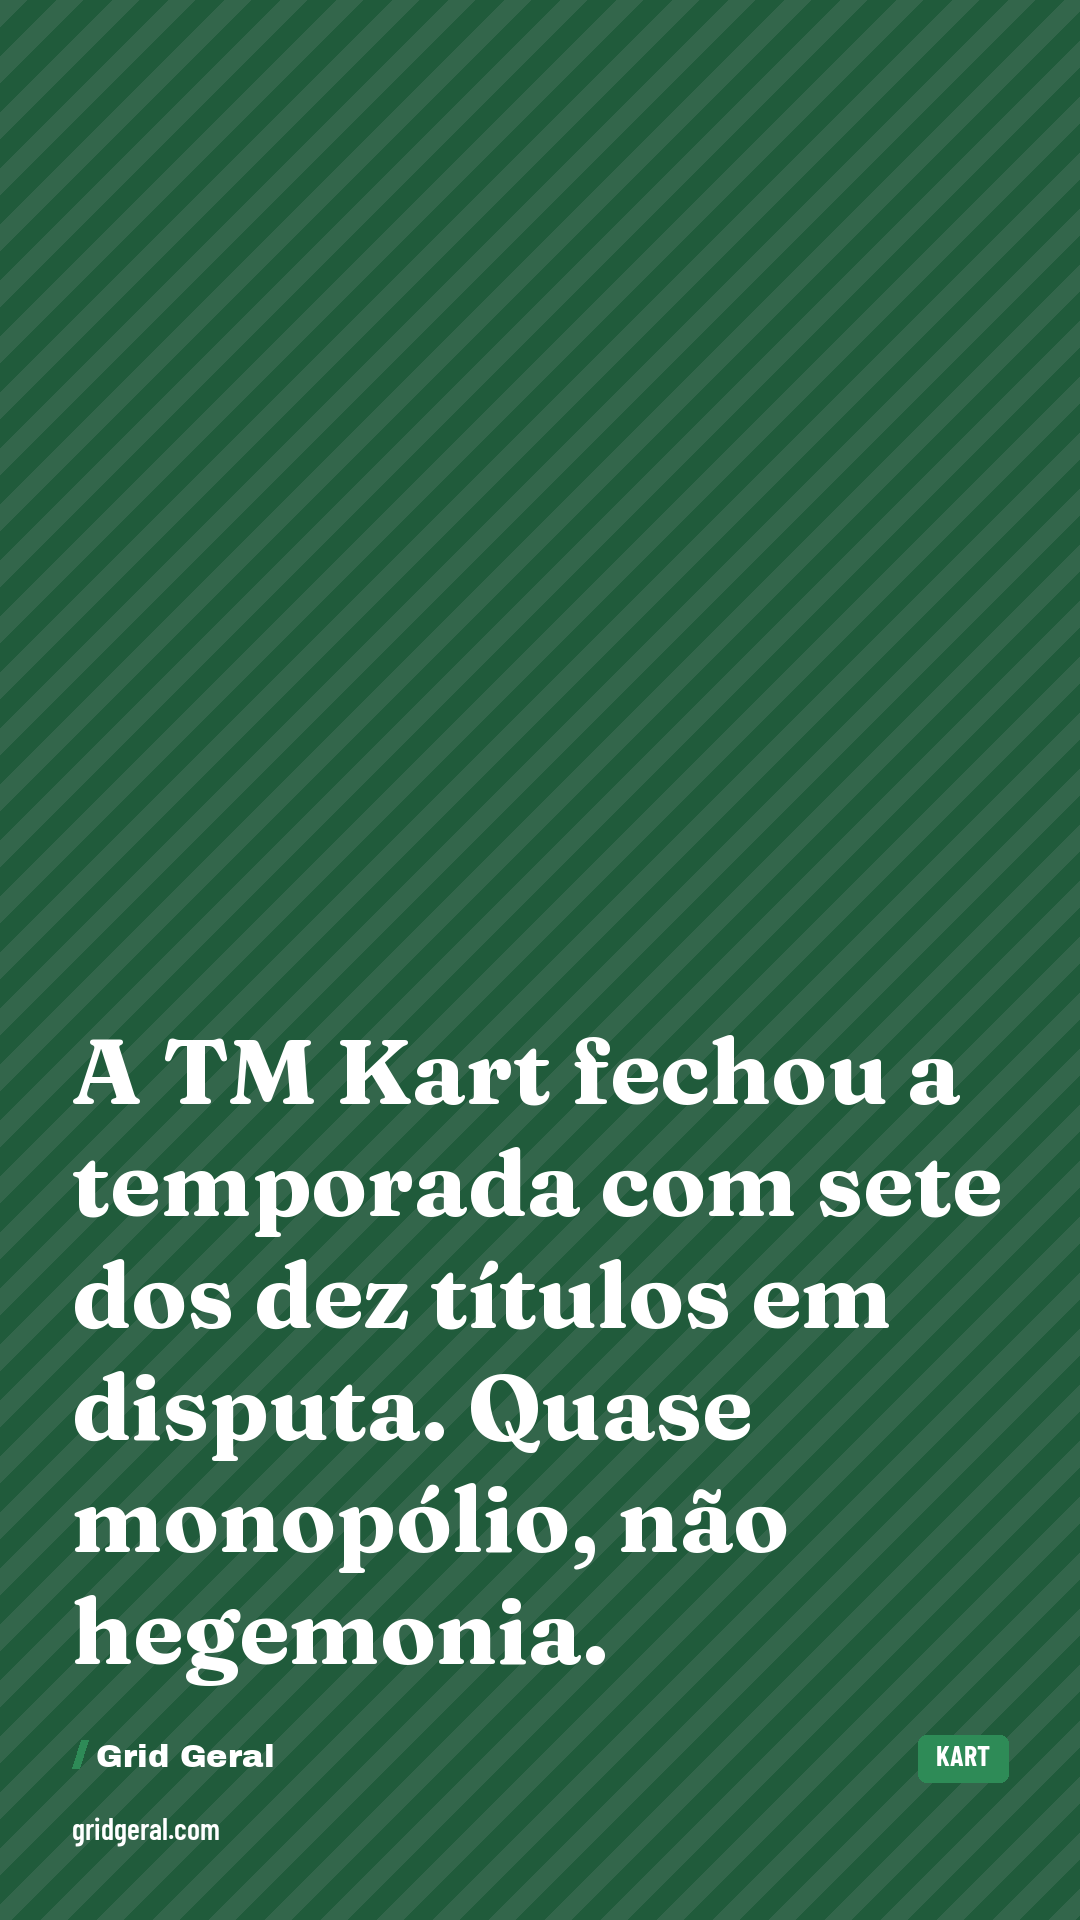 A TM Kart fechou a
temporada com sete
dos dez títulos em
disputa. Quase
monopólio, não
hegemonia.
/ Grid Geral
KART
gridgeral.com